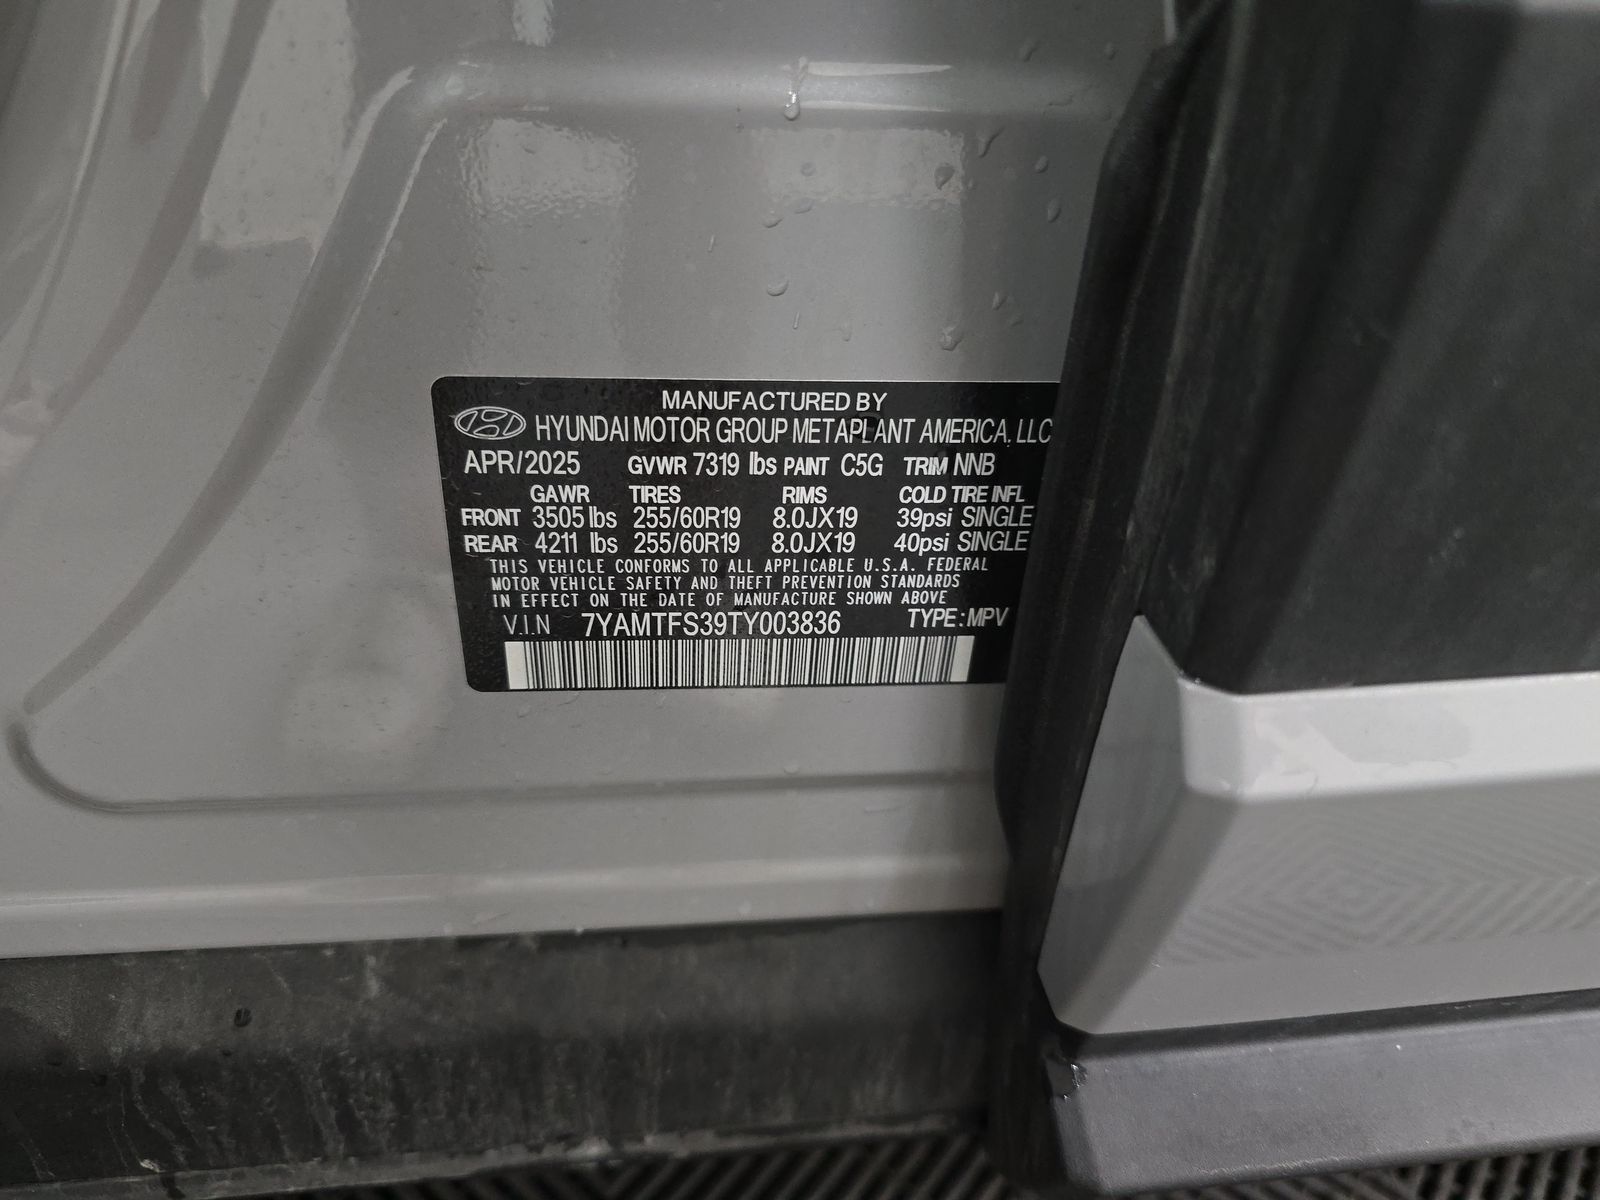 MANUFACTURED BY
HYUNDAI MOTOR GROUP METAPLANT AMERICA, LLC
APR/2025 GVWR 7319 lbs PAINT C5G TRIM NNB
GAWR TIRES RIMS COLD TIRE INFL
FRONT 3505 lbs 255/60R19 8.0JX19 39psi SINGLE
REAR 4211 lbs 255/60R19 8.0JX19 40psi SINGLE
THIS VEHICLE CONFORMS TO ALL APPLICABLE U.S.A. FEDERAL
MOTOR VEHICLE SAFETY AND THEFT PREVENTION STANDARDS
IN EFFECT ON THE DATE OF MANUFACTURE SHOWN ABOVE
V.I.N 7YAMTFS39TY003836 TYPE: MPV